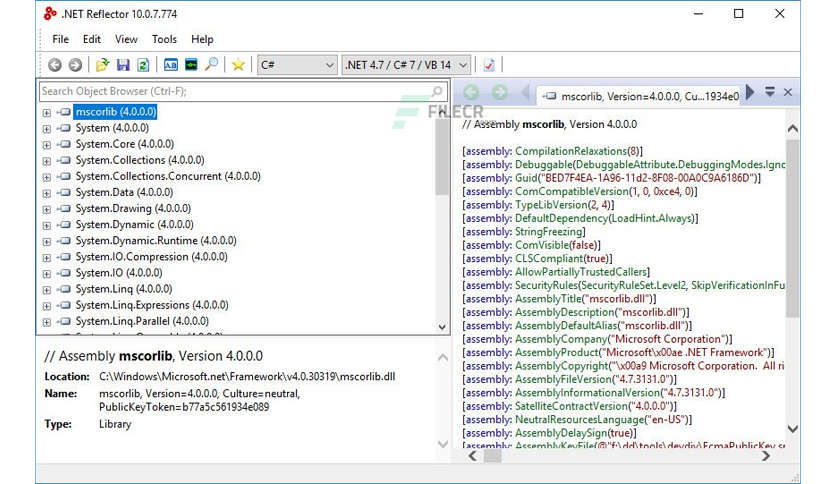 .NET Reflector 10.0.7.774
File Edit View Tools Help
C# .NET 4.7 / C# 7 / VB 14
Search Object Browser (Ctrl-F);
mscorlib (4.0.0.0)
System (4.0.0.0)
System.Core (4.0.0.0)
System.Collections (4.0.0.0)
System.Collections.Concurrent (4.0.0.0)
System.Data (4.0.0.0)
System.Drawing (4.0.0.0)
System.Dynamic (4.0.0.0)
System.Dynamic.Runtime (4.0.0.0)
System.IO.Compression (4.0.0.0)
System.IO (4.0.0.0)
System.Linq (4.0.0.0)
System.Linq.Expressions (4.0.0.0)
System.Linq.Parallel (4.0.0.0)
// Assembly mscorlib, Version 4.0.0.0
Location: C:\Windows\Microsoft.net\Framework\v4.0.30319\mscorlib.dll
Name: mscorlib, Version=4.0.0.0, Culture=neutral,
PublicKeyToken=b77a5c561934e089
Type: Library
mscorlib, Version=4.0.0.0, Cu...1934e0
FILECR
// Assembly mscorlib, Version 4.0.0.0
[assembly: CompilationRelaxations(8)]
[assembly: Debuggable(DebuggableAttribute.DebuggingModes.Igno
[assembly: Guid("BED7F4EA-1A96-11d2-8F08-00A0C9A6186D")]
[assembly: ComCompatibleVersion(1, 0, 0xce4, 0)]
[assembly: TypeLibVersion(2, 4)]
[assembly: DefaultDependency(LoadHint.Always)]
[assembly: StringFreezing]
[assembly: ComVisible(false)]
[assembly: CLSCompliant(true)]
[assembly: AllowPartiallyTrustedCallers]
[assembly: SecurityRules(SecurityRuleSet.Level2, SkipVerificationInFu
[assembly: AssemblyTitle("mscorlib.dll")]
[assembly: AssemblyDescription("mscorlib.dll")]
[assembly: AssemblyDefaultAlias("mscorlib.dll")]
[assembly: AssemblyCompany("Microsoft Corporation")]
[assembly: AssemblyProduct("Microsoft\x00ae .NET Framework")]
[assembly: AssemblyCopyright("\x00a9 Microsoft Corporation. All ri
[assembly: AssemblyFileVersion("4.7.3131.0")]
[assembly: AssemblyInformationalVersion("4.7.3131.0")]
[assembly: SatelliteContractVersion("4.0.0.0")]
[assembly: NeutralResourcesLanguage("en-US")]
[assembly: AssemblyDelaySign(true)]
[assembly: AssemblyKeyFile(@"f:\dd\tools\devdiv\EcmaPublicKey.sn